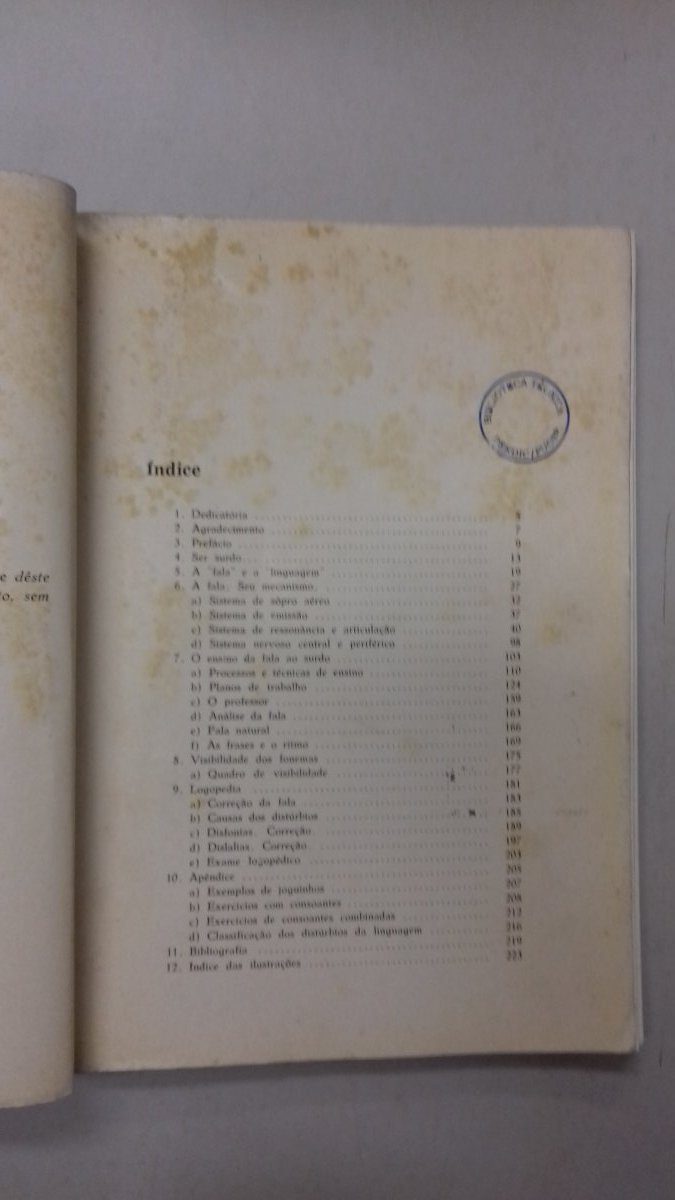 e dêste
o, sem
BIBLIOTECA TÉCNICA
Índice
1. Dedicatória 5
2. Agradecimento 7
3. Prefácio 9
4. Ser surdo 13
5. A "fala" e a "linguagem" 19
6. A fala. Seu mecanismo. 27
a) Sistema de sôpro aéreo 32
b) Sistema de emissão 37
c) Sistema de ressonância e articulação 40
d) Sistema nervoso central e periférico 98
7. O ensino da fala ao surdo 103
a) Processos e técnicas de ensino 110
b) Planos de trabalho 124
c) O professor 159
d) Análise da fala 163
e) Fala natural 166
f) As frases e o ritmo 169
8. Visibilidade dos fonemas 175
a) Quadro de visibilidade 177
9. Logopedia 181
a) Correção da fala 183
b) Causas dos distúrbios 185
c) Disfonias. Correção 189
d) Dislalias. Correção 197
e) Exame logopédico 203
10. Apêndice 205
a) Exemplos de joguinhos 207
b) Exercícios com consoantes 208
c) Exercícios de consoantes combinadas 212
d) Classificação dos distúrbios da linguagem 216
11. Bibliografia 219
12. Índice das ilustrações 223